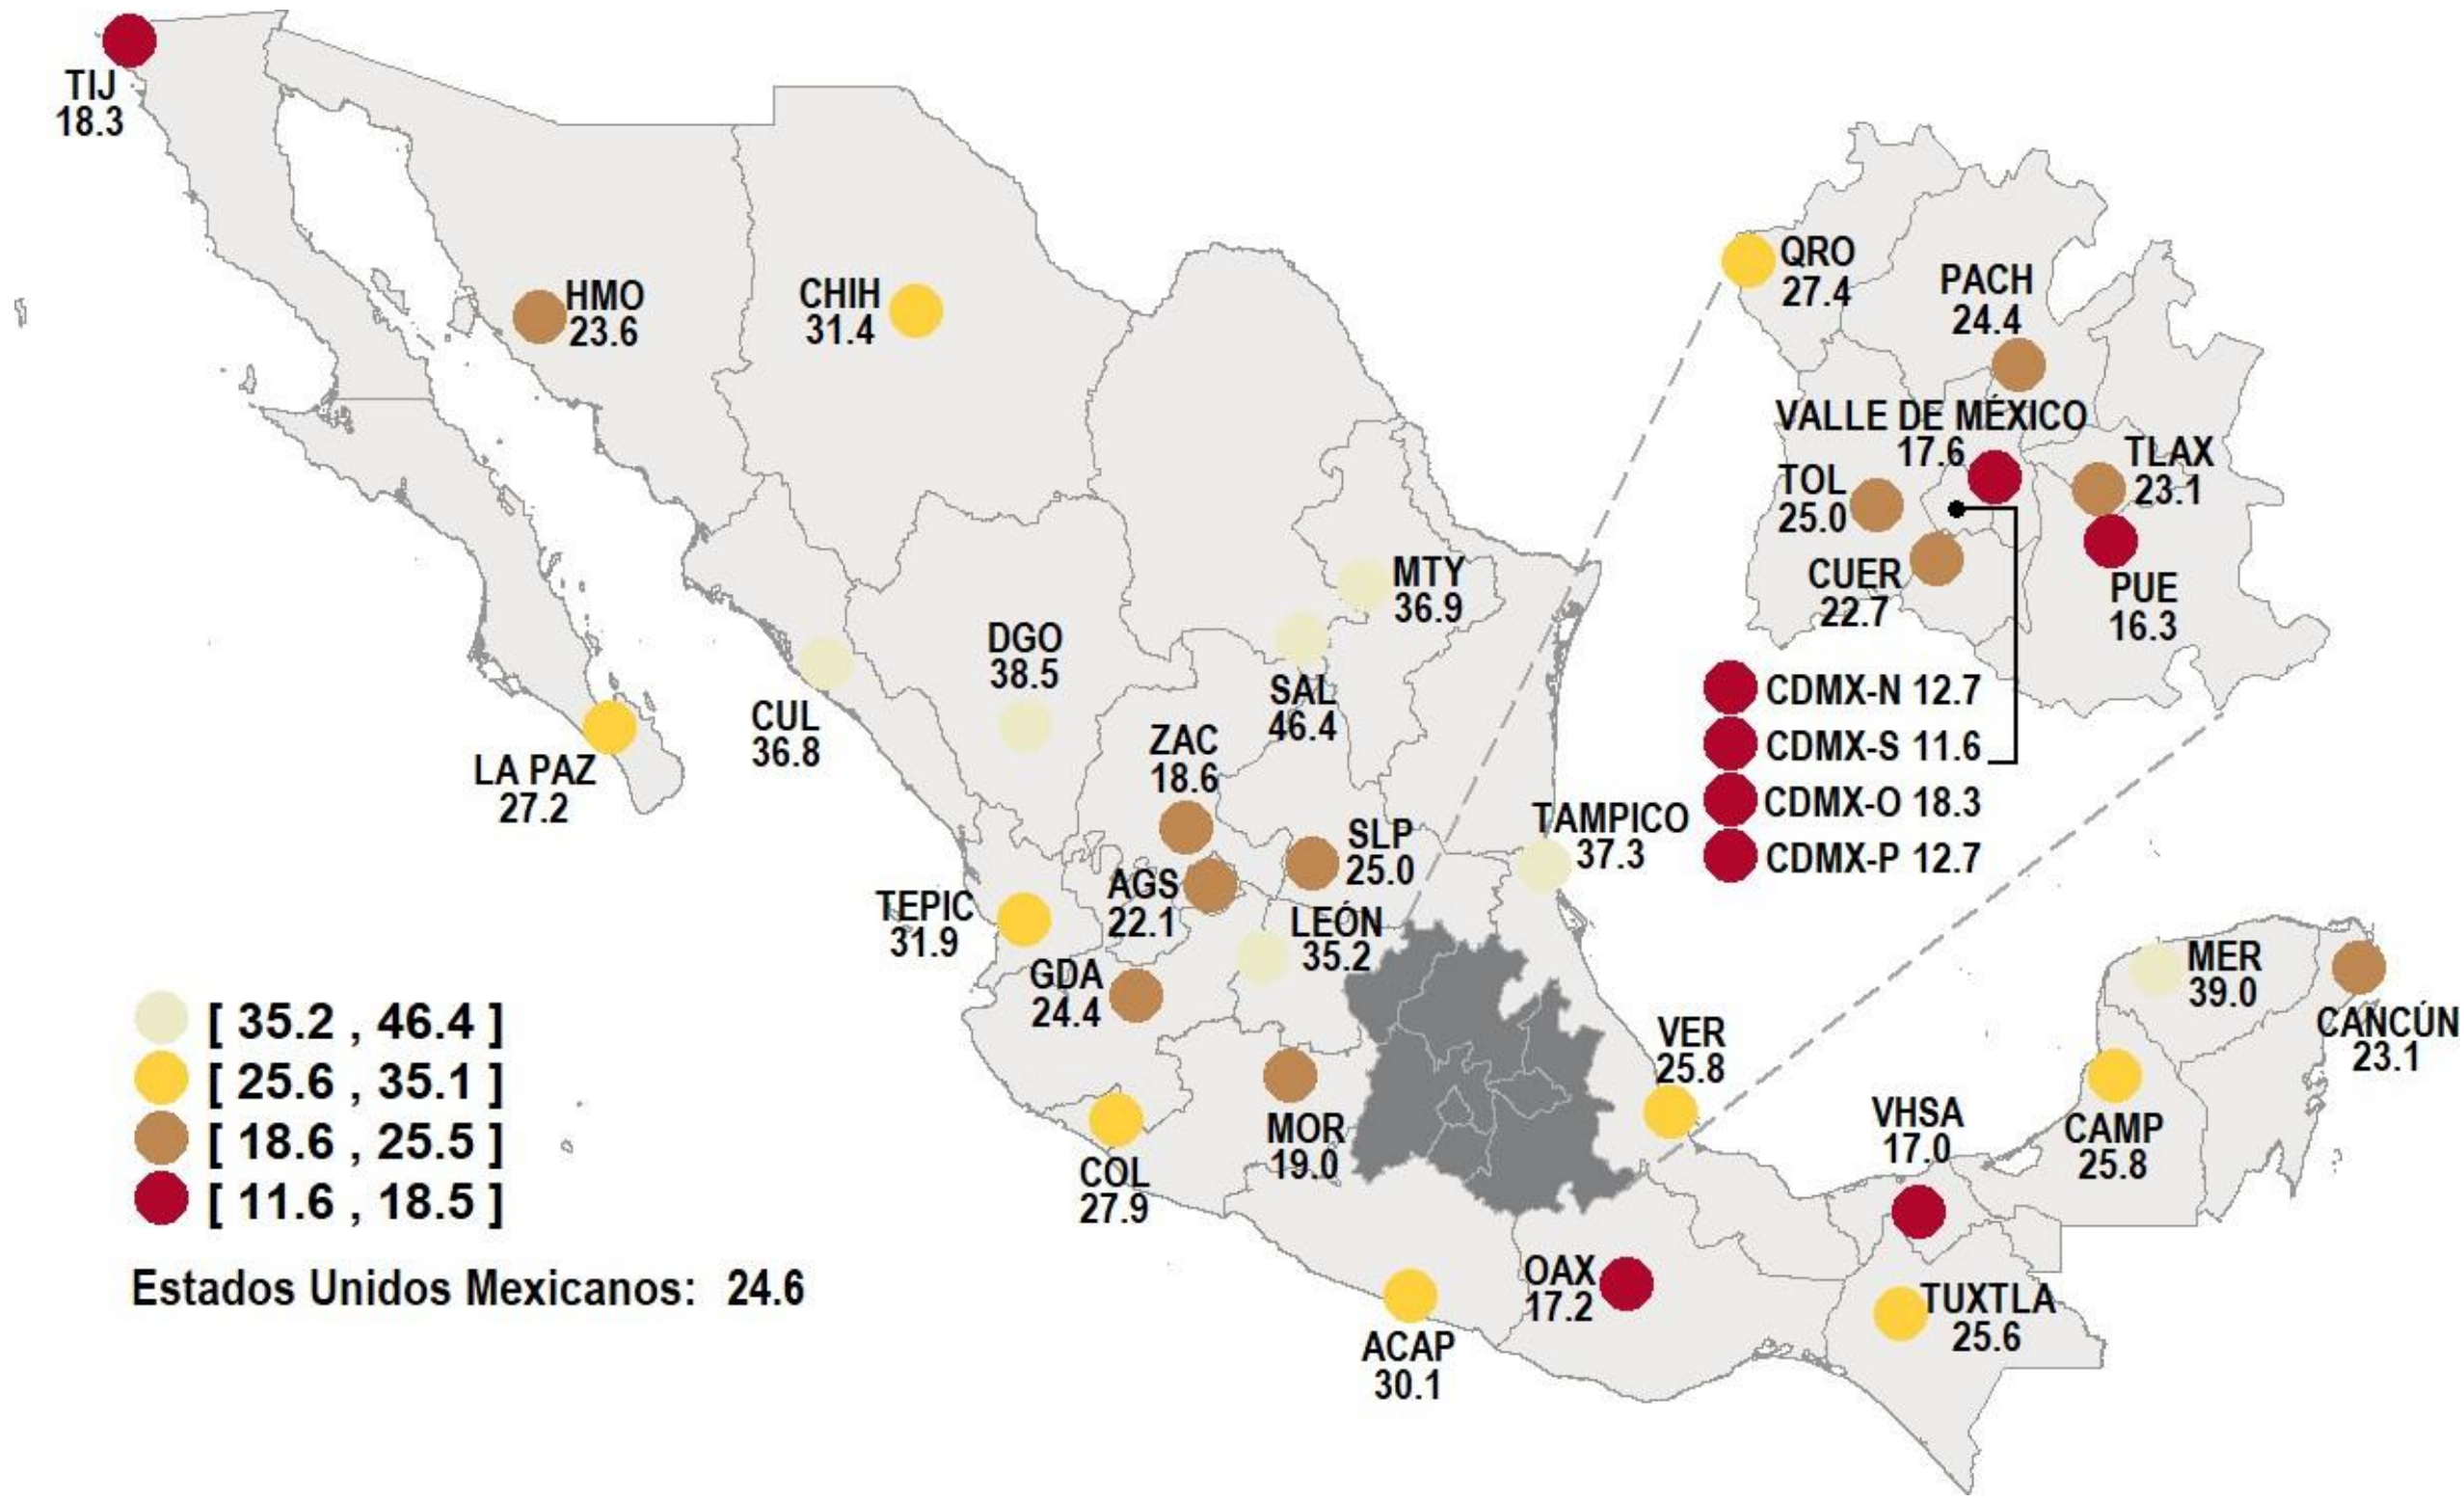 TIJ
18.3
HMO
23.6
CHIH
31.4
QRO
27.4
PACH
24.4
VALLE DE MÉXICO
17.6
TLAX
23.1
TOL
25.0
CUER
22.7
PUE
16.3
MTY
36.9
DGO
38.5
SAL
46.4
CUL
36.8
LA PAZ
27.2
ZAC
18.6
CDMX-N 12.7
CDMX-S 11.6
CDMX-O 18.3
CDMX-P 12.7
TAMPICO
37.3
SLP
25.0
AGS
22.1
TEPIC
31.9
LEÓN
35.2
GDA
24.4
MER
39.0
CANCÚN
23.1
VER
25.8
MOR
19.0
COL
27.9
VHSA
17.0
CAMP
25.8
OAX
17.2
TUXTLA
25.6
ACAP
30.1
[ 35.2 , 46.4 ]
[ 25.6 , 35.1 ]
[ 18.6 , 25.5 ]
[ 11.6 , 18.5 ]
Estados Unidos Mexicanos: 24.6